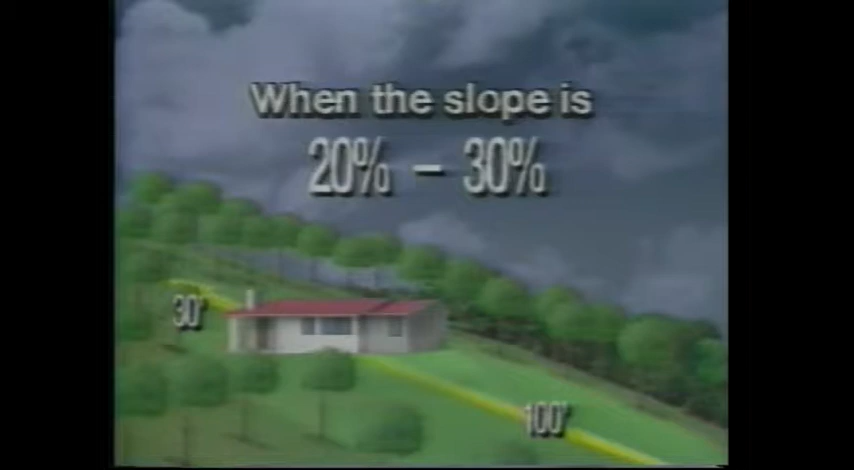 When the slope is
20% – 30%
30'
100'